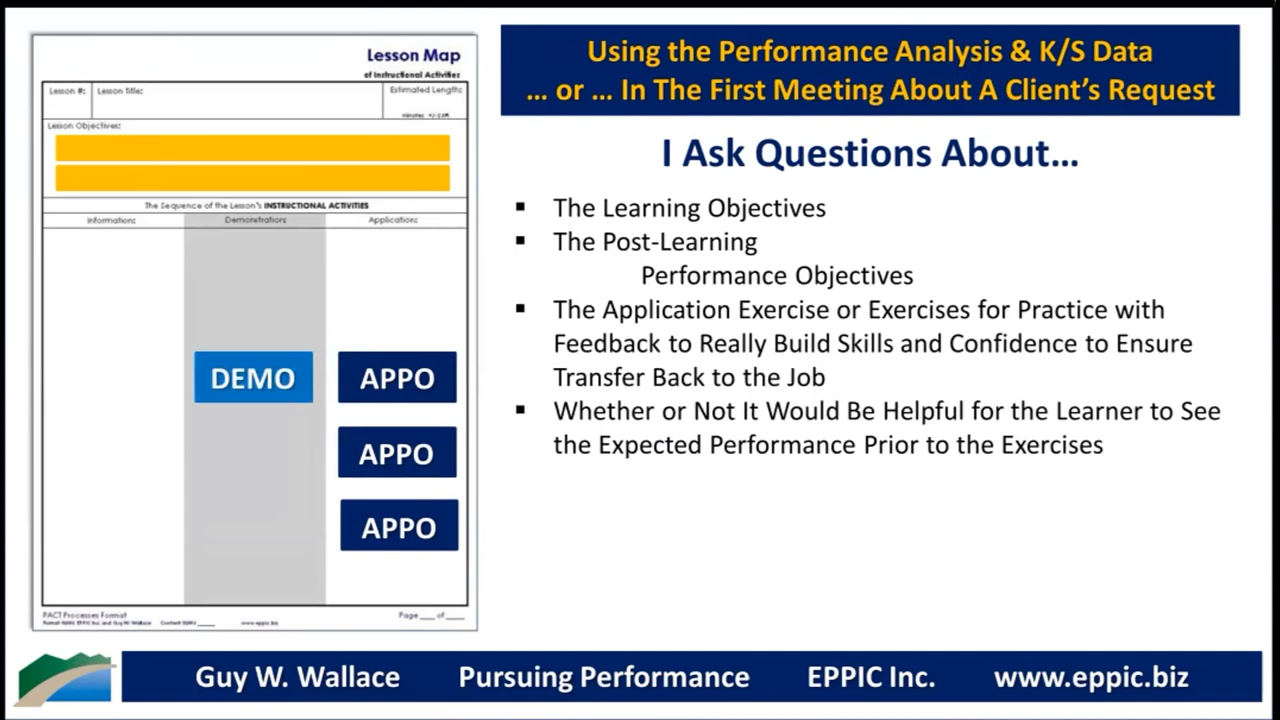 Lesson Map
of Instructional Activities
Lesson #:
Lesson Title:
Estimated Length:
Lesson Objectives:
The Sequence of the Lesson's INSTRUCTIONAL ACTIVITIES
Information:
Demonstration:
Application:
DEMO
APPO
APPO
APPO
PACT Processes Format
Page ___ of ___
www.eppic.biz
Using the Performance Analysis & K/S Data
… or … In The First Meeting About A Client's Request
I Ask Questions About…
▪ The Learning Objectives
▪ The Post-Learning
Performance Objectives
▪ The Application Exercise or Exercises for Practice with
Feedback to Really Build Skills and Confidence to Ensure
Transfer Back to the Job
▪ Whether or Not It Would Be Helpful for the Learner to See
the Expected Performance Prior to the Exercises
Guy W. Wallace Pursuing Performance EPPIC Inc. www.eppic.biz